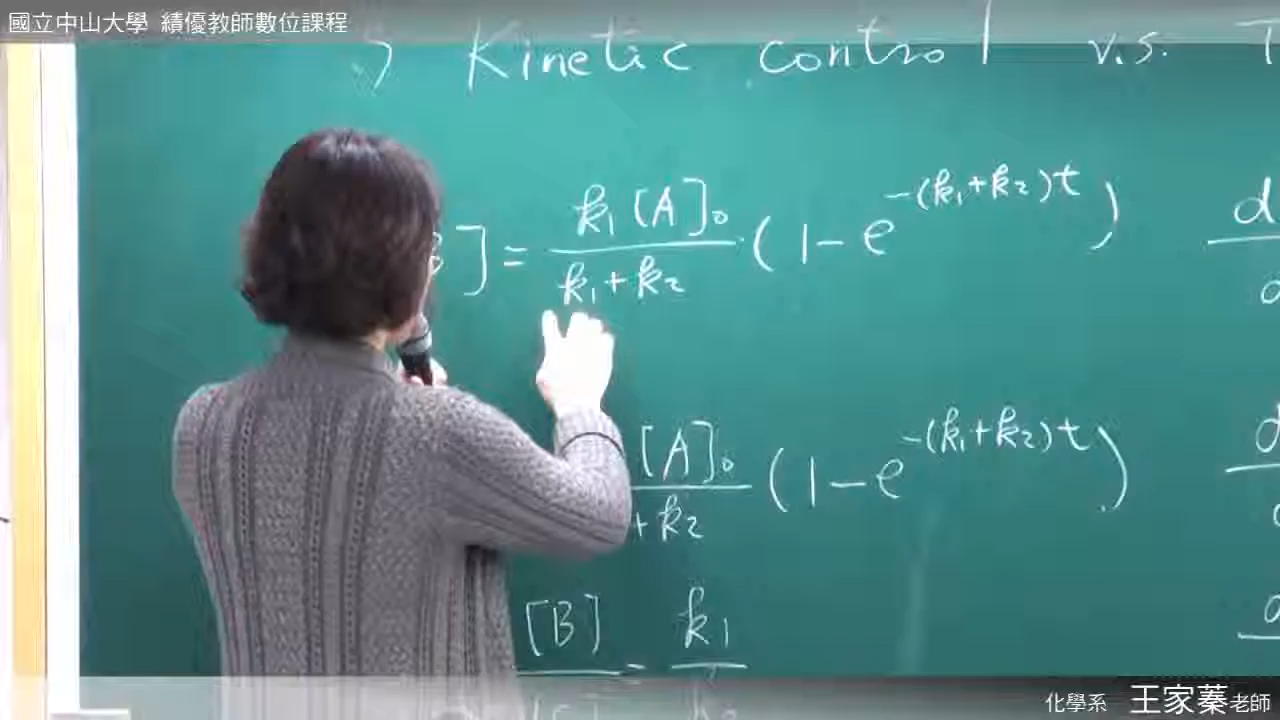 國立中山大學 績優教師數位課程
Kinetic control v.s. T
] = k₁[A]₀ / k₁+k₂ (1-e^-(k₁+k₂)t) d
[A]₀ / +k₂ (1-e^-(k₁+k₂)t) d
[B] = k₁
化學系 王家蓁老師